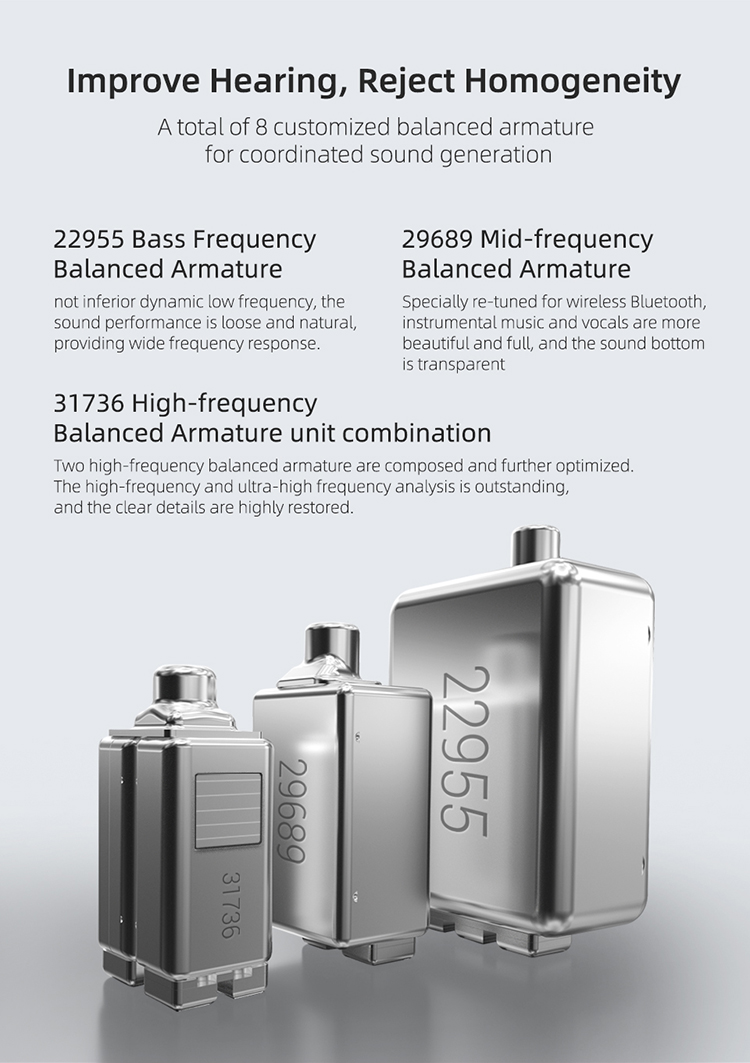 Improve Hearing, Reject Homogeneity
A total of 8 customized balanced armature
for coordinated sound generation
22955 Bass Frequency
Balanced Armature
not inferior dynamic low frequency, the
sound performance is loose and natural,
providing wide frequency response.
29689 Mid-frequency
Balanced Armature
Specially re-tuned for wireless Bluetooth,
instrumental music and vocals are more
beautiful and full, and the sound bottom
is transparent
31736 High-frequency
Balanced Armature unit combination
Two high-frequency balanced armature are composed and further optimized.
The high-frequency and ultra-high frequency analysis is outstanding,
and the clear details are highly restored.
31736
29689
22955